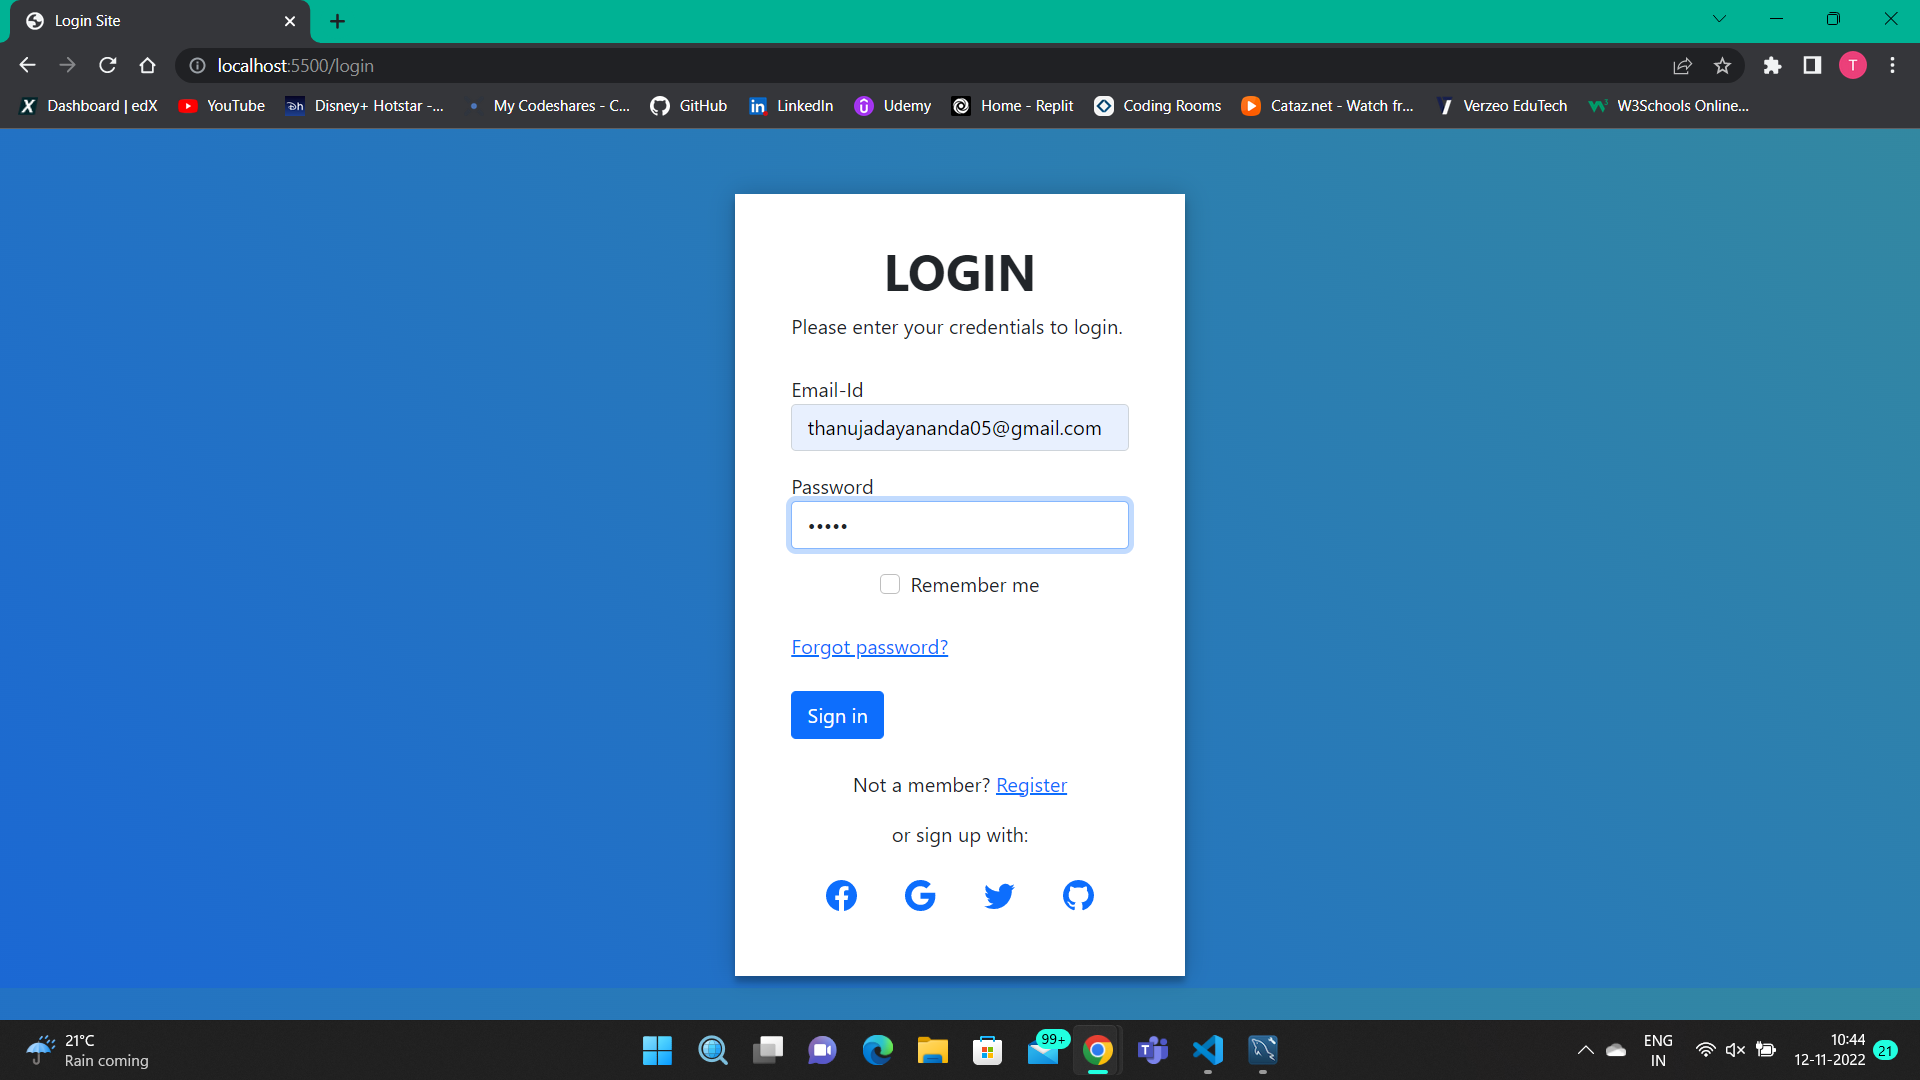 Login Site
localhost:5500/login
Dashboard | edX
YouTube
Disney+ Hotstar -...
My Codeshares - C...
GitHub
LinkedIn
Udemy
Home - Replit
Coding Rooms
Cataz.net - Watch fr...
Verzeo EduTech
W3Schools Online...
T
LOGIN
Please enter your credentials to login.
Email-Id
thanujadayananda05@gmail.com
Password
•••••
Remember me
Forgot password?
Sign in
Not a member? Register
or sign up with:
21°C
Rain coming
99+
ENG
IN
10:44
12-11-2022
21